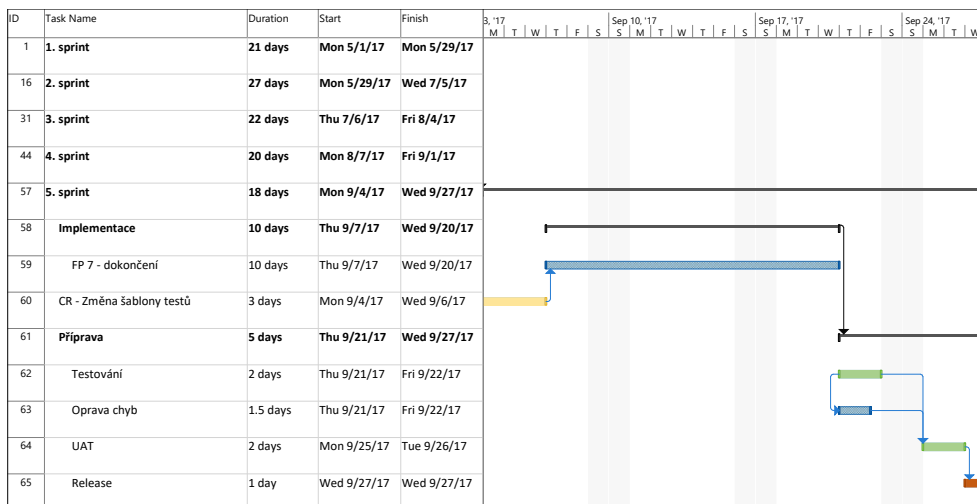 ID Task Name Duration Start Finish 3, '17 Sep 10, '17 Sep 17, '17 Sep 24, '17
M T W T F S S M T W T F S S M T W T F S S M T W
1 1. sprint 21 days Mon 5/1/17 Mon 5/29/17
16 2. sprint 27 days Mon 5/29/17 Wed 7/5/17
31 3. sprint 22 days Thu 7/6/17 Fri 8/4/17
44 4. sprint 20 days Mon 8/7/17 Fri 9/1/17
57 5. sprint 18 days Mon 9/4/17 Wed 9/27/17
58 Implementace 10 days Thu 9/7/17 Wed 9/20/17
59 FP 7 - dokončení 10 days Thu 9/7/17 Wed 9/20/17
60 CR - Změna šablony testů 3 days Mon 9/4/17 Wed 9/6/17
61 Příprava 5 days Thu 9/21/17 Wed 9/27/17
62 Testování 2 days Thu 9/21/17 Fri 9/22/17
63 Oprava chyb 1.5 days Thu 9/21/17 Fri 9/22/17
64 UAT 2 days Mon 9/25/17 Tue 9/26/17
65 Release 1 day Wed 9/27/17 Wed 9/27/17